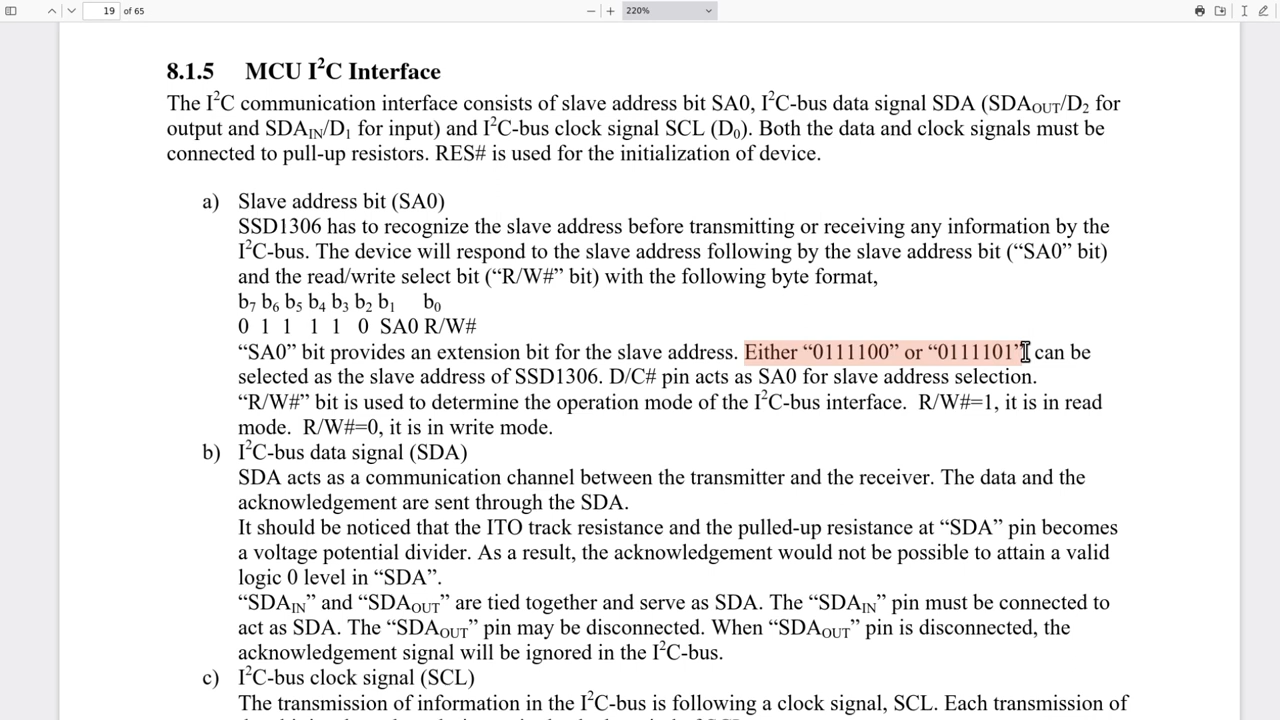 19 of 65
220%
8.1.5 MCU I²C Interface
The I²C communication interface consists of slave address bit SA0, I²C-bus data signal SDA (SDAOUT/D2 for
output and SDAIN/D1 for input) and I²C-bus clock signal SCL (D0). Both the data and clock signals must be
connected to pull-up resistors. RES# is used for the initialization of device.
a) Slave address bit (SA0)
SSD1306 has to recognize the slave address before transmitting or receiving any information by the
I²C-bus. The device will respond to the slave address following by the slave address bit (“SA0” bit)
and the read/write select bit (“R/W#” bit) with the following byte format,
b7 b6 b5 b4 b3 b2 b1 b0
0 1 1 1 1 0 SA0 R/W#
“SA0” bit provides an extension bit for the slave address. Either “0111100” or “0111101” can be
selected as the slave address of SSD1306. D/C# pin acts as SA0 for slave address selection.
“R/W#” bit is used to determine the operation mode of the I²C-bus interface. R/W#=1, it is in read
mode. R/W#=0, it is in write mode.
b) I²C-bus data signal (SDA)
SDA acts as a communication channel between the transmitter and the receiver. The data and the
acknowledgement are sent through the SDA.
It should be noticed that the ITO track resistance and the pulled-up resistance at “SDA” pin becomes
a voltage potential divider. As a result, the acknowledgement would not be possible to attain a valid
logic 0 level in “SDA”.
“SDAIN” and “SDAOUT” are tied together and serve as SDA. The “SDAIN” pin must be connected to
act as SDA. The “SDAOUT” pin may be disconnected. When “SDAOUT” pin is disconnected, the
acknowledgement signal will be ignored in the I²C-bus.
c) I²C-bus clock signal (SCL)
The transmission of information in the I²C-bus is following a clock signal, SCL. Each transmission of